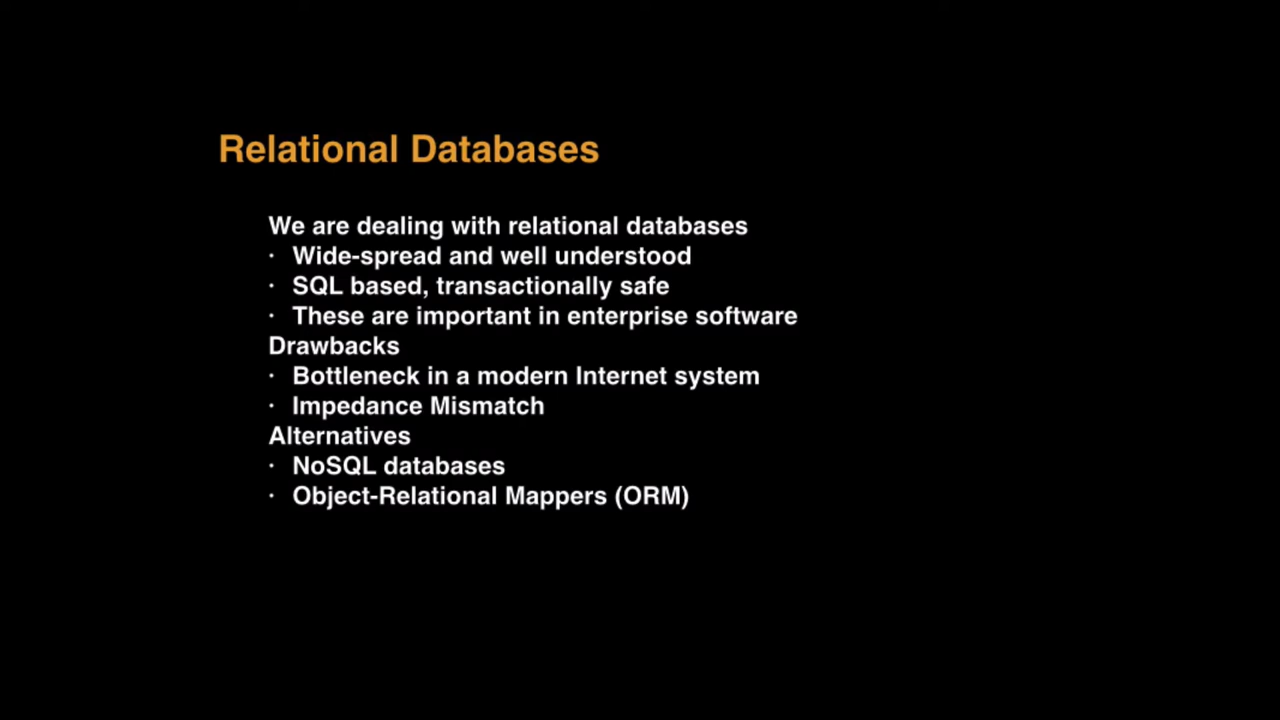 Relational Databases
We are dealing with relational databases
· Wide-spread and well understood
· SQL based, transactionally safe
· These are important in enterprise software
Drawbacks
· Bottleneck in a modern Internet system
· Impedance Mismatch
Alternatives
· NoSQL databases
· Object-Relational Mappers (ORM)